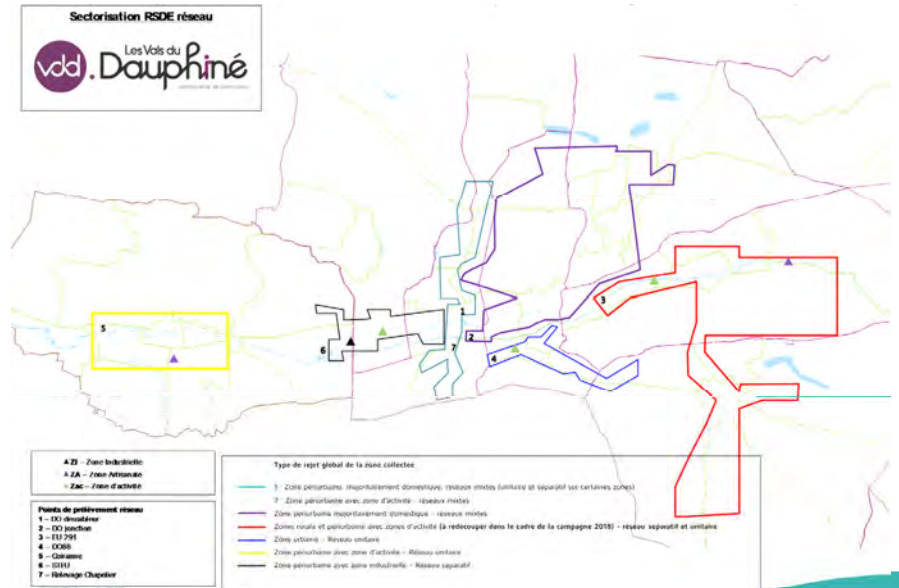 Sectorisation RSDE réseau
vdd.
Les Vals du
Dauphiné
1
2
3
4
5
6
7
ZI – Zone Industrielle
ZA – Zone Artisanale
Zac – Zone d'activité
Points de prélèvement réseau
1 – DO dessableur
2 – DO jonction
3 – EU 291
4 – DO88
6 – STEU
7 – Relevage Chapelier
Type de rejet global de la zone collectée
1 Zone périurbaine majoritairement domestique, réseaux mixtes (unitaire et séparatif sur certaines zones)
7 Zone périurbaine avec zone d'activité – réseaux mixtes
Zone périurbaine majoritairement domestique – réseaux mixtes
Zones rurale et périurbaine avec zones d'activité (à redecouper dans le cadre de la campagne 2018) – réseau séparatif et unitaire
Zone urbaine – Réseau unitaire
Zone périurbaine avec zone d'activité – Réseau unitaire
Zone périurbaine avec zone industrielle – Réseau séparatif